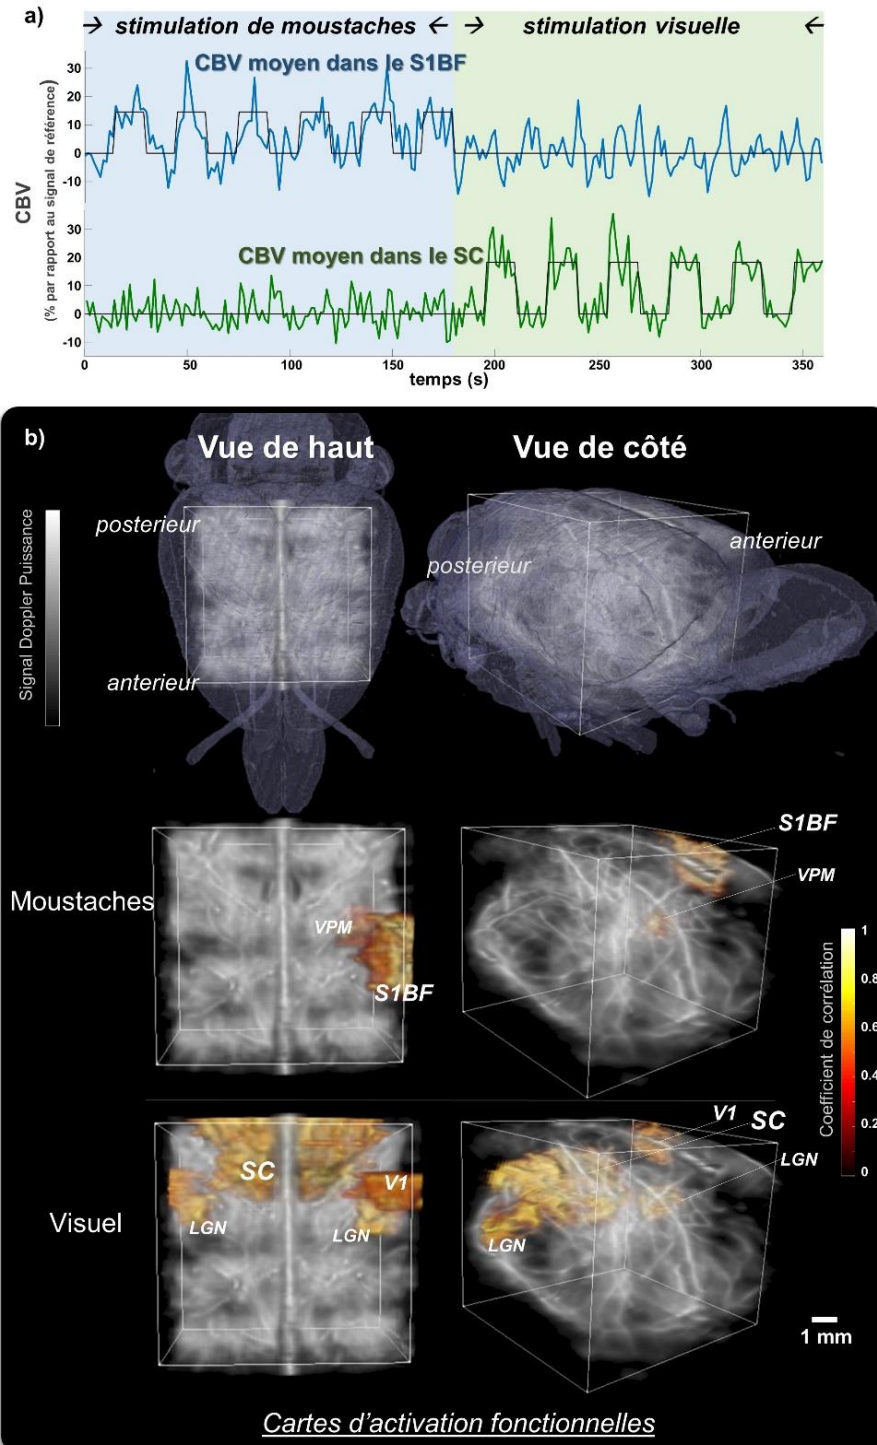 a)
→ stimulation de moustaches ← → stimulation visuelle ←
CBV moyen dans le S1BF
30
20
10
0
-10
CBV
(% par rapport au signal de référence)
CBV moyen dans le SC
30
20
10
0
-10
0 50 100 150 200 250 300 350
temps (s)
b)
Vue de haut
Vue de côté
Signal Doppler Puissance
posterieur
anterieur
posterieur
anterieur
Moustaches
VPM
S1BF
S1BF
VPM
Coefficient de corrélation
1
0.8
0.6
0.4
0.2
0
Visuel
SC
V1
LGN
LGN
V1
SC
LGN
LGN
1 mm
Cartes d'activation fonctionnelles